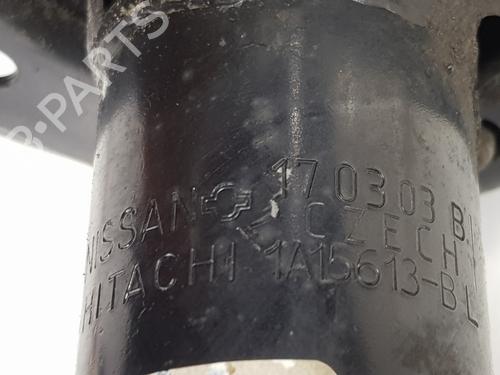 B-PARTS
NISSAN 17 03 03 B
CZECH
HITACHI 1A15613-BL